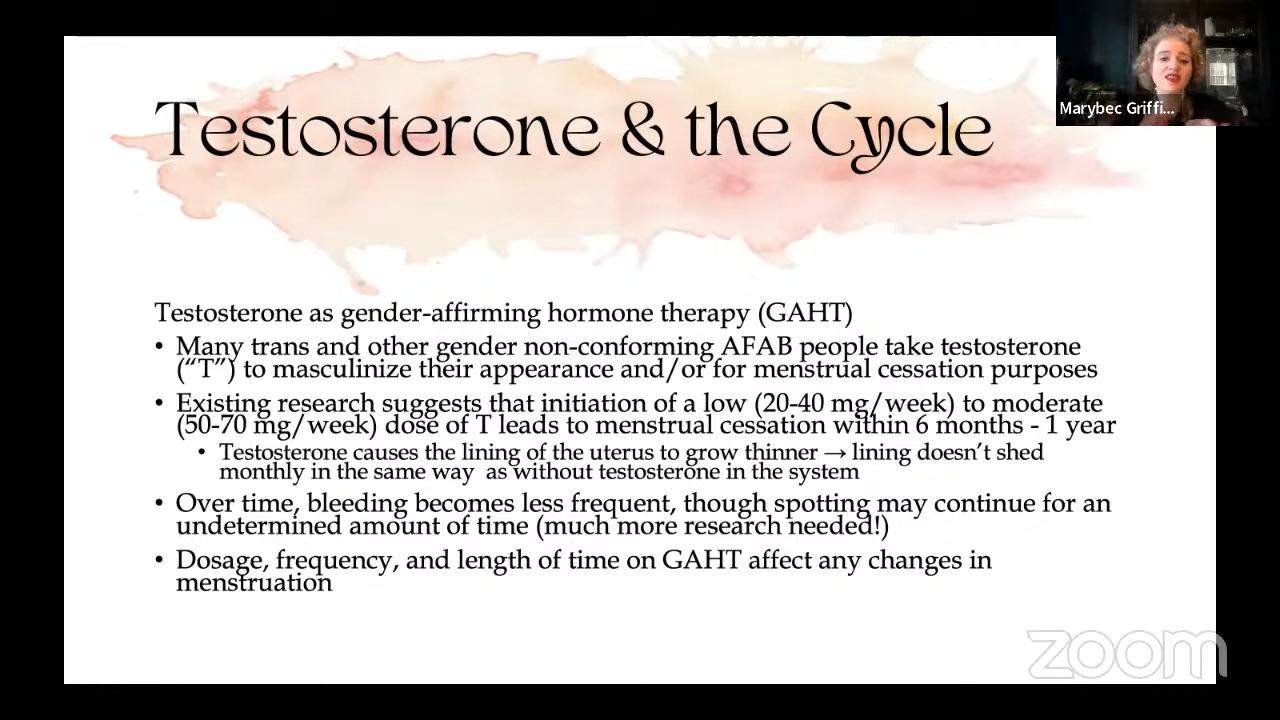 Testosterone & the Cycle
Marybec Griffi...
Testosterone as gender-affirming hormone therapy (GAHT)
• Many trans and other gender non-conforming AFAB people take testosterone
(“T”) to masculinize their appearance and/or for menstrual cessation purposes
• Existing research suggests that initiation of a low (20-40 mg/week) to moderate
(50-70 mg/week) dose of T leads to menstrual cessation within 6 months - 1 year
• Testosterone causes the lining of the uterus to grow thinner → lining doesn’t shed
monthly in the same way as without testosterone in the system
• Over time, bleeding becomes less frequent, though spotting may continue for an
undetermined amount of time (much more research needed!)
• Dosage, frequency, and length of time on GAHT affect any changes in
menstruation
zoom